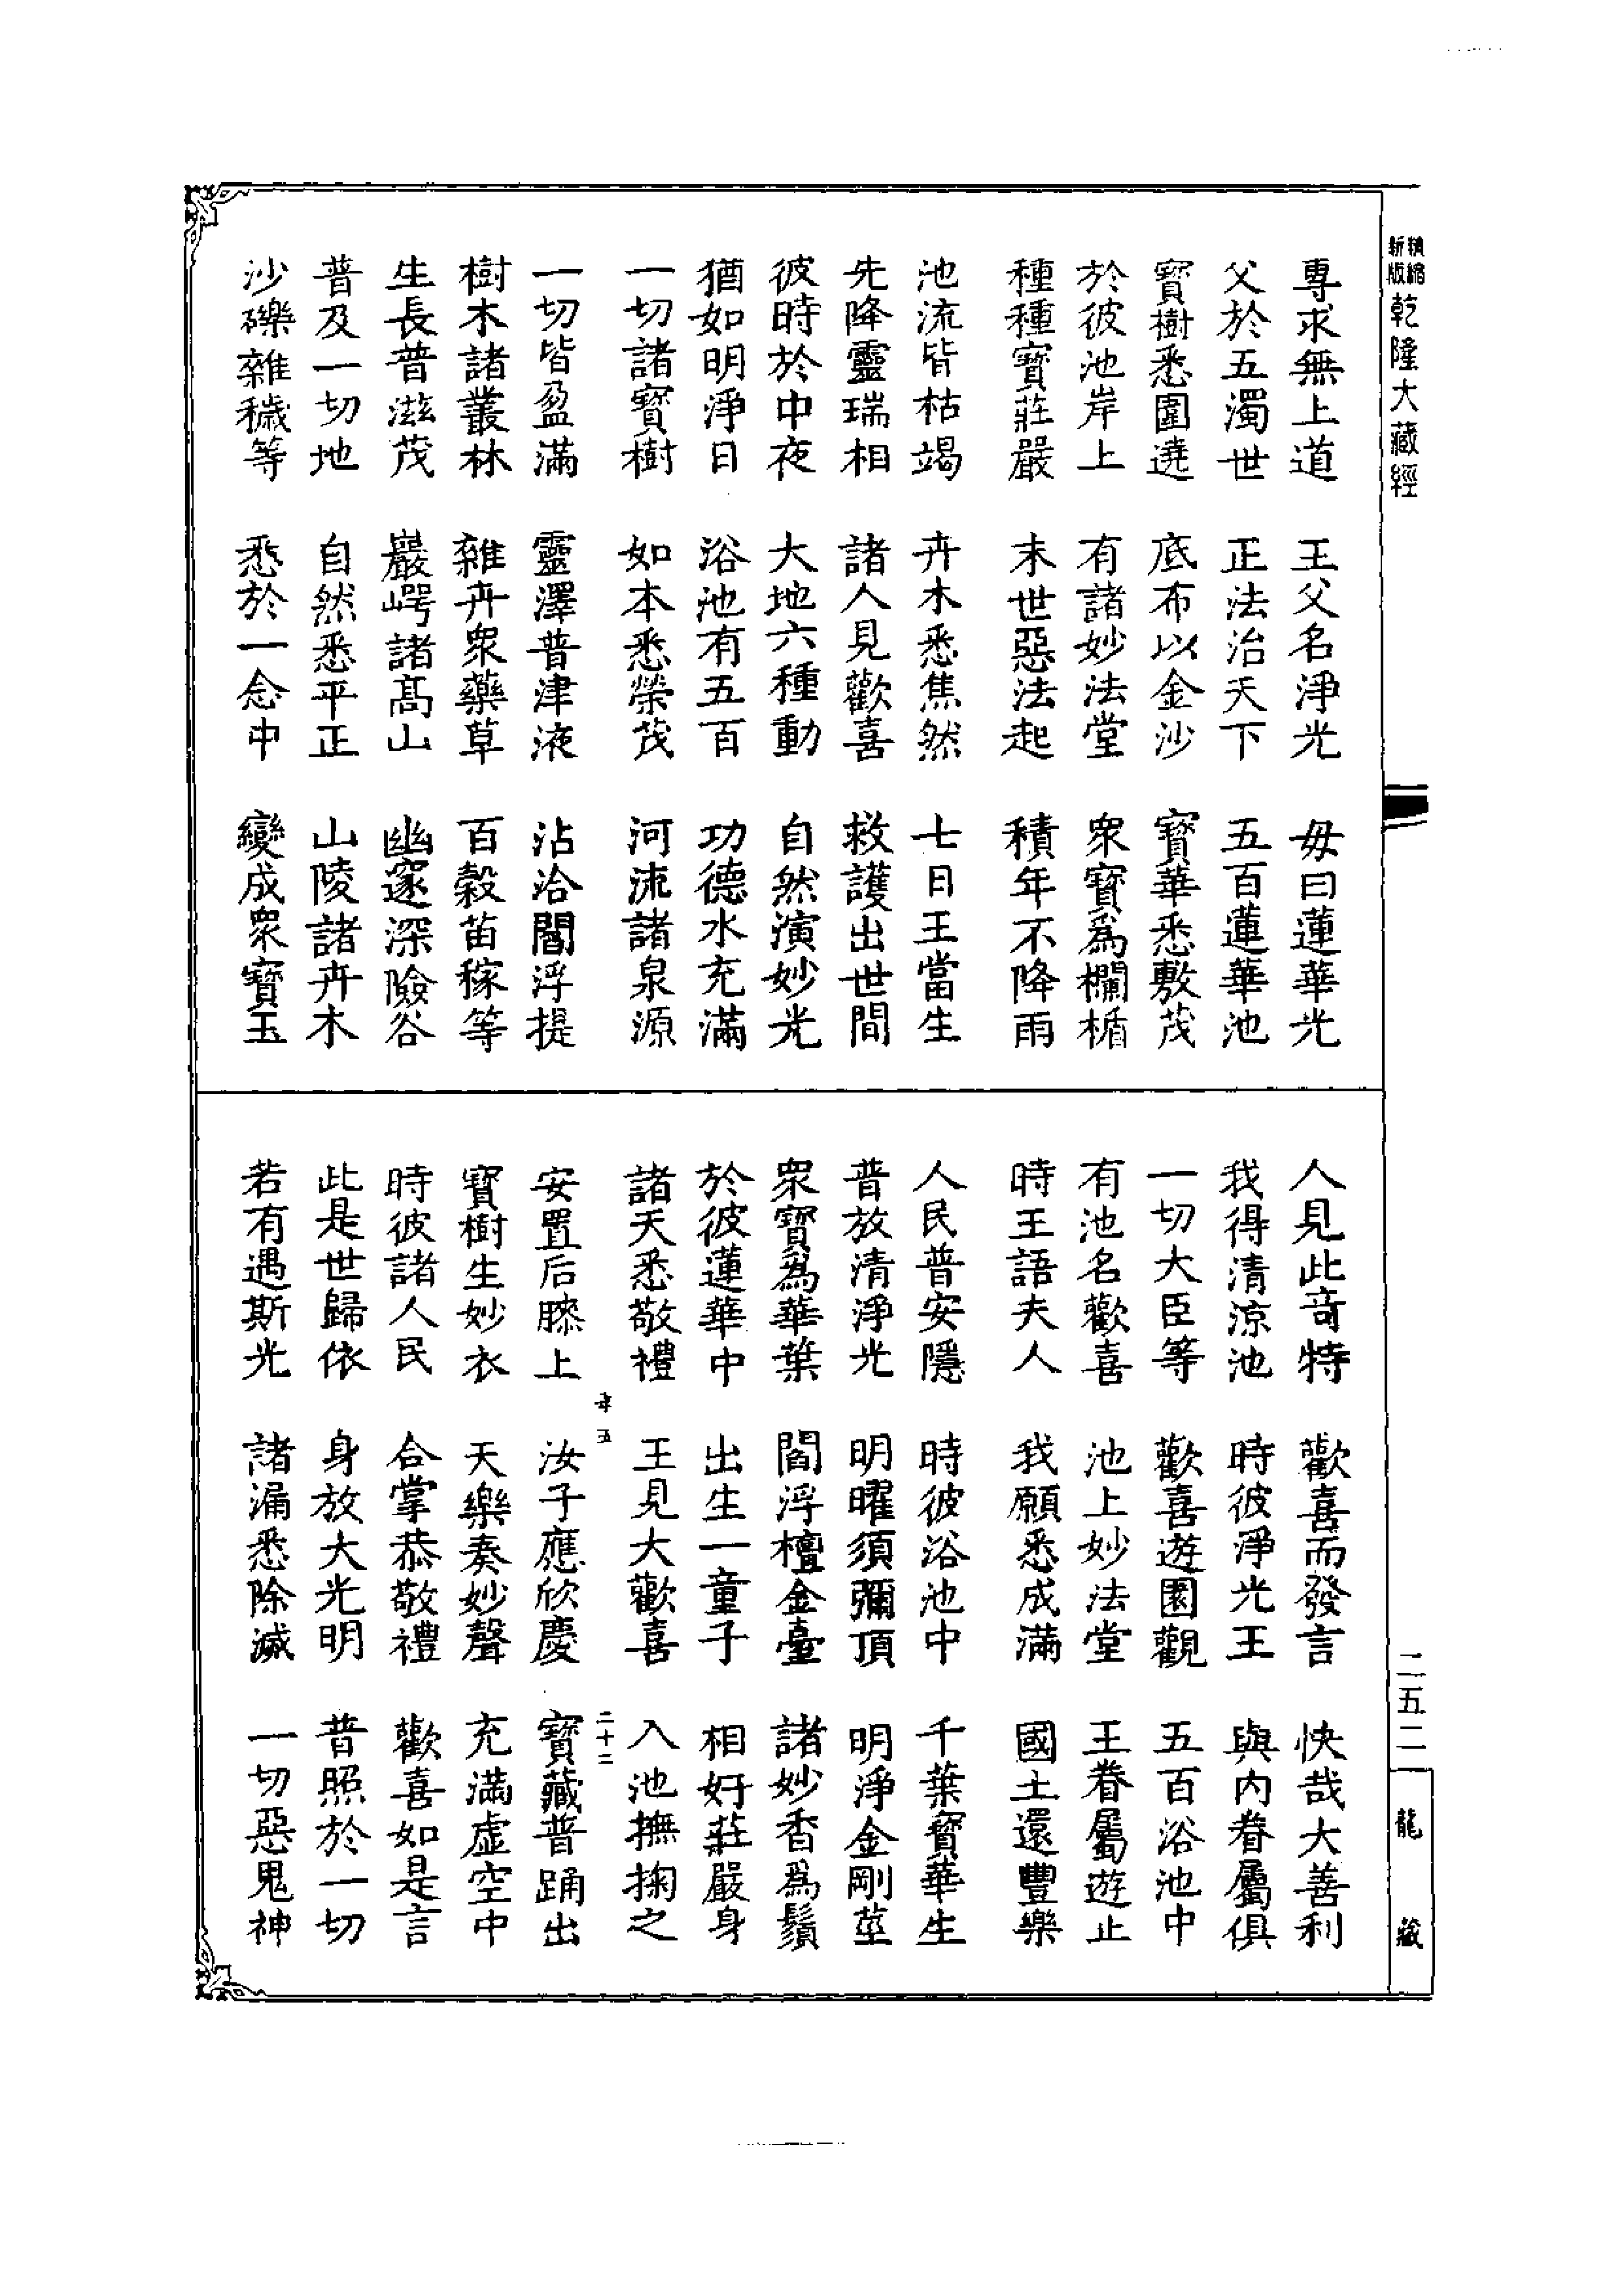 精縮新版乾隆大藏經
專求無上道　王父名淨光　毋曰蓮華光
父於五濁世　正法治天下　五百蓮華池
寶樹悉圍遶　底布以金沙　寶華悉敷茂
於彼池岸上　有諸妙法堂　衆寶爲欄楯
種種寶莊嚴　末世惡法起　積年不降雨
池流皆枯竭　卉木悉焦然　七日王當生
先降靈瑞相　諸人見歡喜　救護出世間
彼時於中夜　大地六種動　自然演妙光
猶如明淨日　浴池有五百　功德水充滿
一切諸寶樹　如本悉榮茂　河流諸泉源
一切皆盈滿　靈澤普津液　沾洽閻浮提
樹木諸叢林　雜卉衆藥草　百穀苗稼等
生長普滋茂　巖崿諸髙山　幽邃深險谷
普及一切地　自然悉平正　山陵諸卉木
沙礫雜穢等　悉於一念中　變成衆寶玉
人見此奇特　歡喜而發言　快哉大善利
我得清涼池　時彼淨光王　與内眷屬俱
一切大臣等　歡喜遊園觀　五百浴池中
有池名歡喜　池上妙法堂　王眷屬遊止
時王語夫人　我願悉成滿　國土還豐樂
人民普安隱　時彼浴池中　千葉寶華生
普放清淨光　明曜須彌頂　明淨金剛莖
衆寶爲華葉　閻浮檀金臺　諸妙香爲鬚
於彼蓮華中　出生一童子　相好莊嚴身
諸天悉敬禮　王見大歡喜　入池撫掬之
五　二十二
安置后膝上　汝子應欣慶　寶藏普踊出
寶樹生妙衣　天樂奏妙聲　充滿虛空中
時彼諸人民　合掌恭敬禮　歡喜如是言
此是世歸依　身放大光明　普照於一切
若有遇斯光　諸漏悉除滅　一切惡鬼神
二五二
龍藏